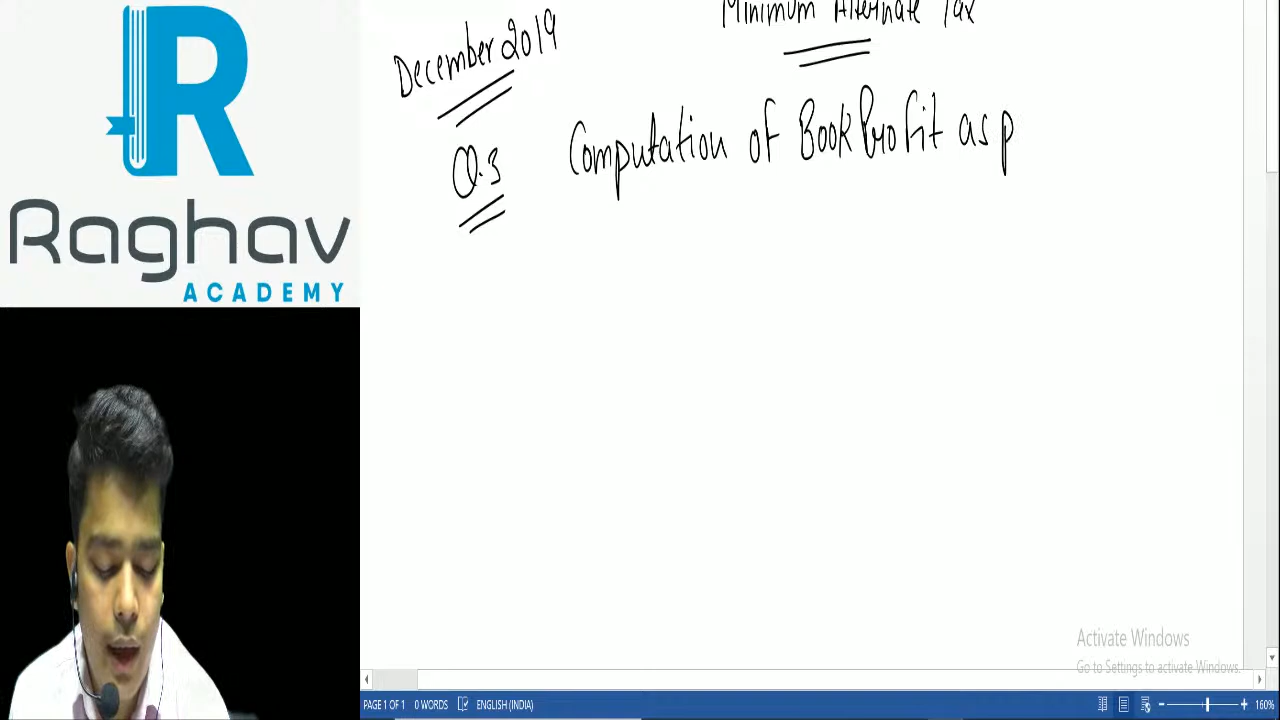 Raghav
ACADEMY
Minimum Alternate Tax
December 2019
Q.3 Computation of Book Profit as p
Activate Windows
Go to Settings to activate Windows.
PAGE 1 OF 1 0 WORDS ENGLISH (INDIA) 160%